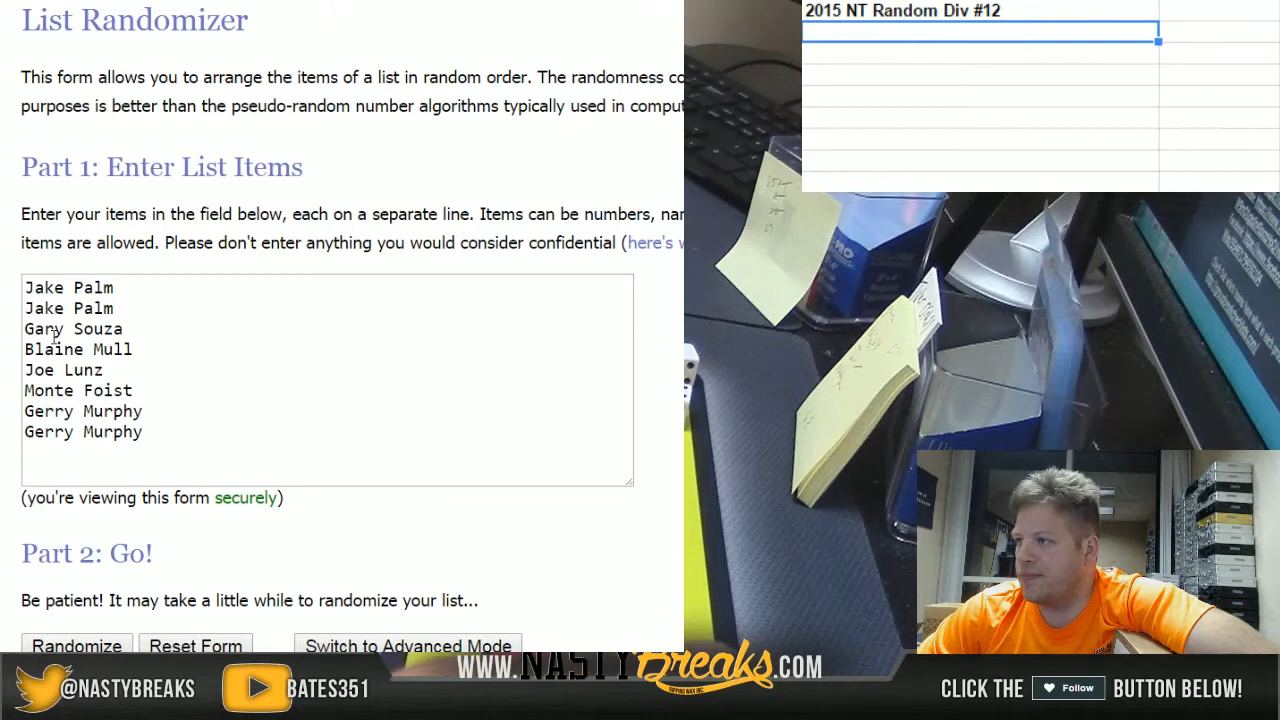 List Randomizer
2015 NT Random Div #12
This form allows you to arrange the items of a list in random order. The randomness co
purposes is better than the pseudo-random number algorithms typically used in comput
Part 1: Enter List Items
Enter your items in the field below, each on a separate line. Items can be numbers, nar
items are allowed. Please don't enter anything you would consider confidential (here's w
Jake Palm
Jake Palm
Gary Souza
Blaine Mull
Joe Lunz
Monte Foist
Gerry Murphy
Gerry Murphy
(you're viewing this form securely)
Part 2: Go!
Be patient! It may take a little while to randomize your list...
Randomize Reset Form Switch to Advanced Mode
@NASTYBREAKS BATES351 WWW.NASTYBreaks.COM CLICK THE Follow BUTTON BELOW!
RIPPING WAX INC.